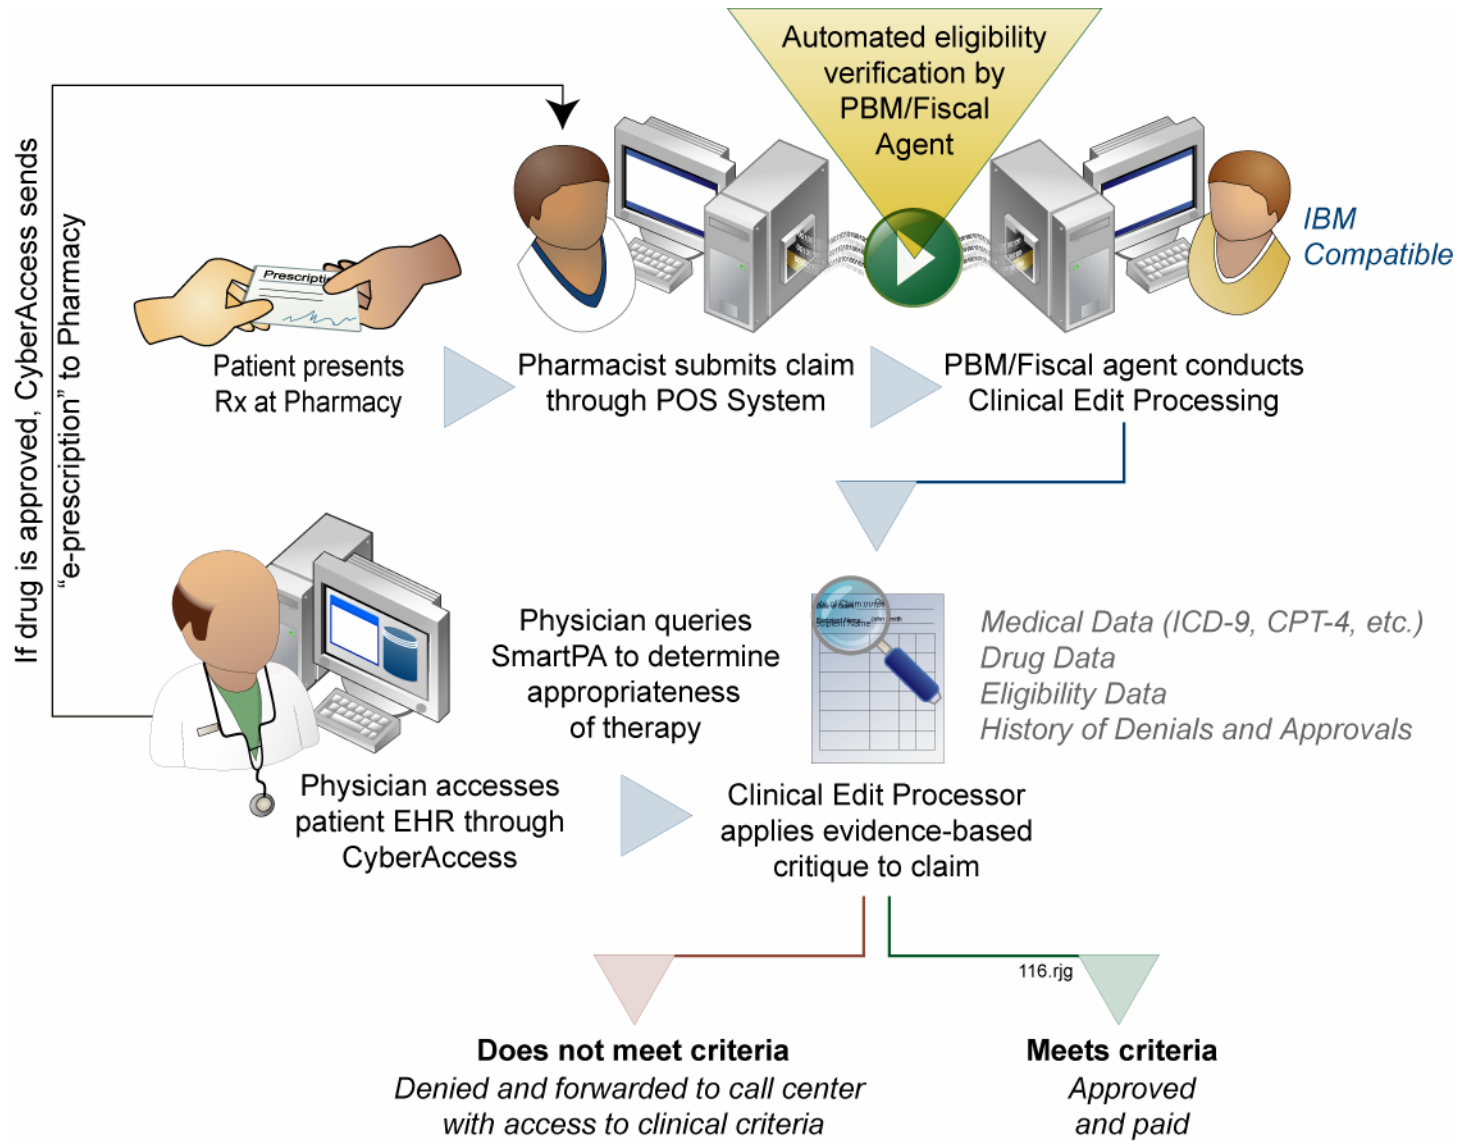 Automated eligibility
verification by
PBM/Fiscal
Agent
If drug is approved, CyberAccess sends
“e-prescription” to Pharmacy
IBM
Compatible
Prescripti
Patient presents
Rx at Pharmacy
Pharmacist submits claim
through POS System
PBM/Fiscal agent conducts
Clinical Edit Processing
Physician queries
SmartPA to determine
appropriateness
of therapy
Medical Data (ICD-9, CPT-4, etc.)
Drug Data
Eligibility Data
History of Denials and Approvals
Physician accesses
patient EHR through
CyberAccess
Clinical Edit Processor
applies evidence-based
critique to claim
116.rjg
Does not meet criteria
Denied and forwarded to call center
with access to clinical criteria
Meets criteria
Approved
and paid